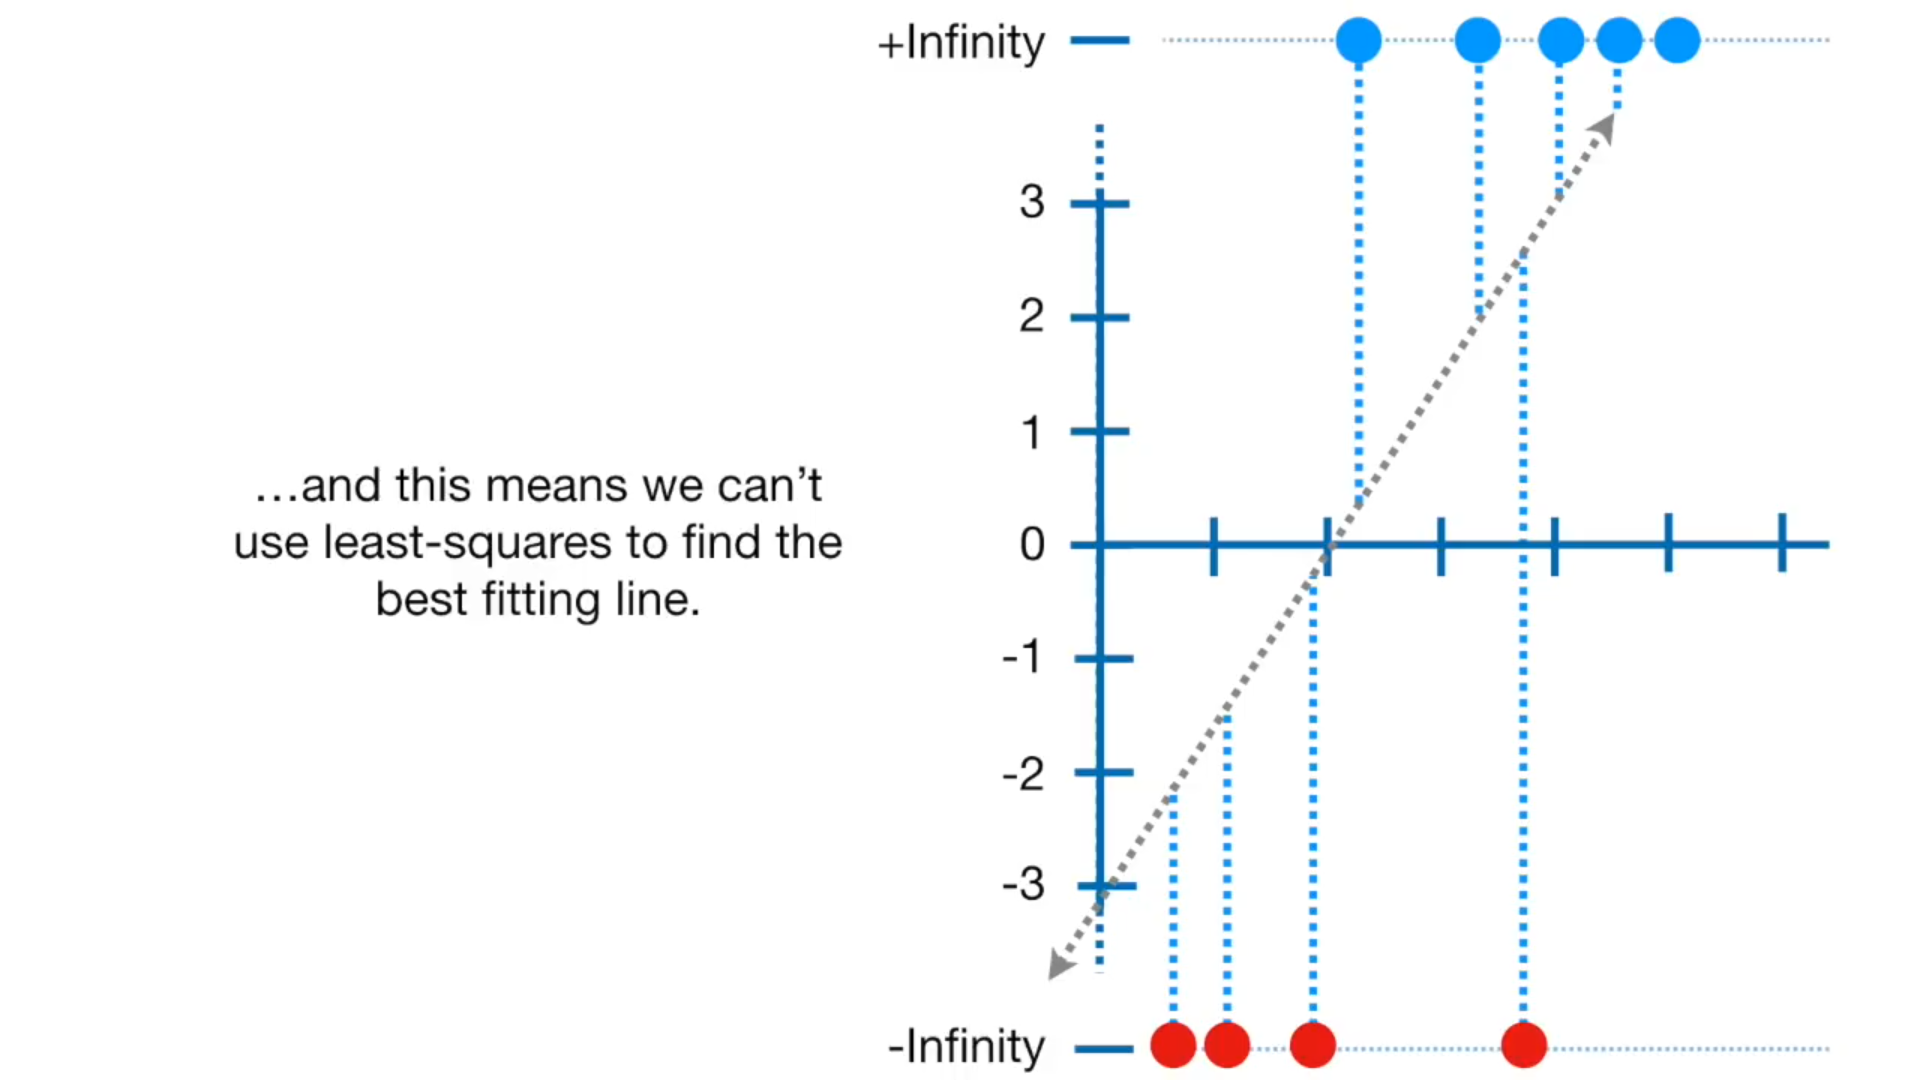 +Infinity
3
2
1
…and this means we can’t
use least-squares to find the
best fitting line.
0
-1
-2
-3
-Infinity